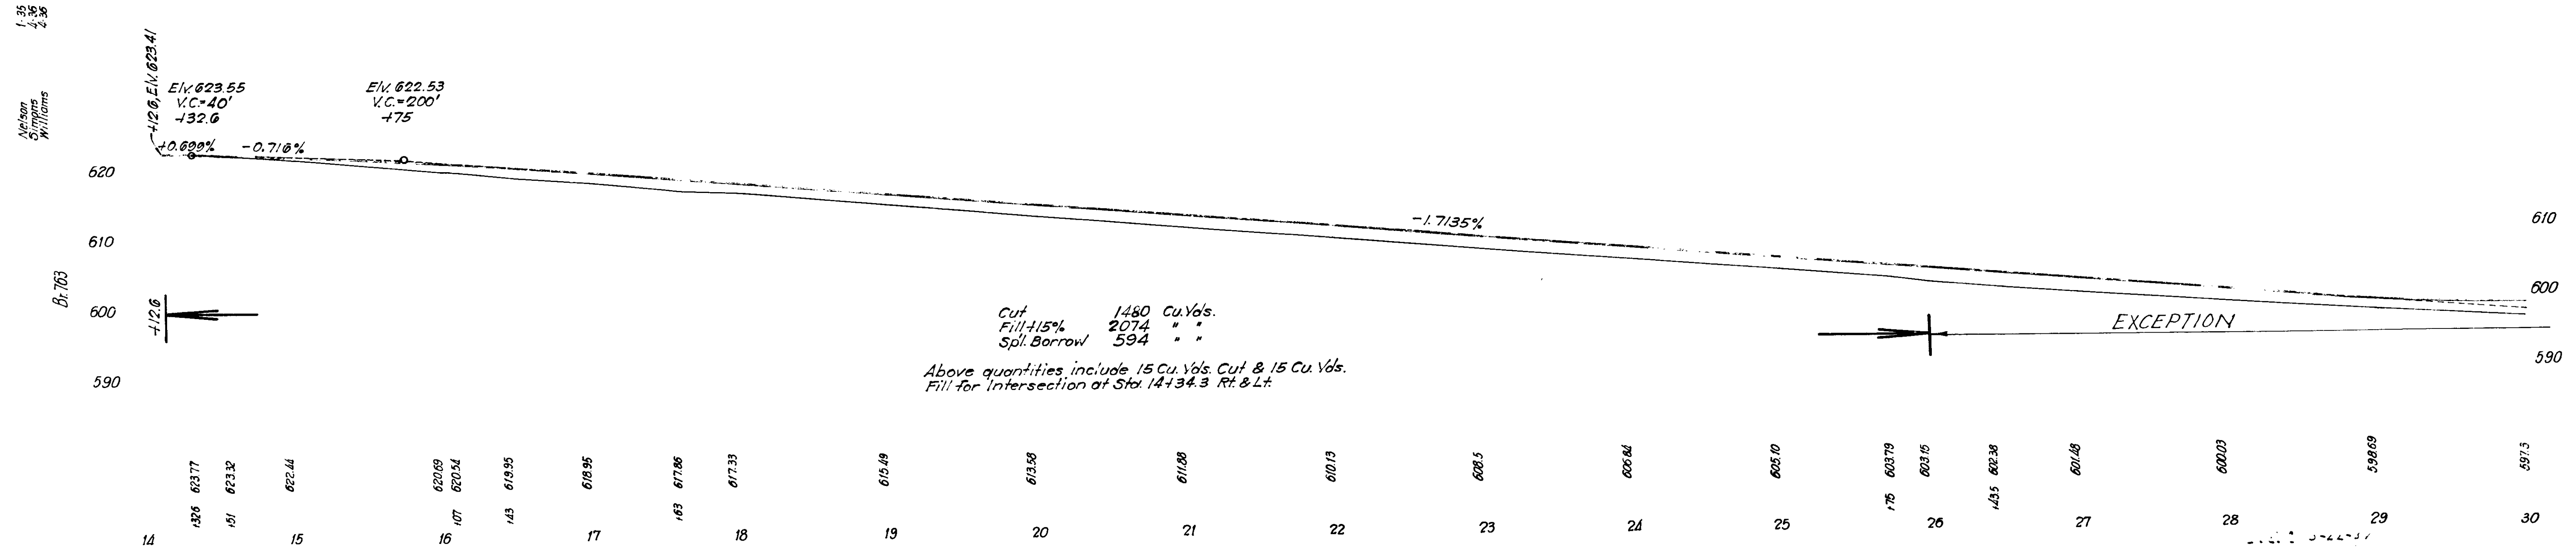 Nelson 1-35
Simons 4-36
Williams 4-36
Br. 763
+12.6, Elv. 623.41
Elv. 623.55
V.C.=40'
+32.6
Elv. 622.53
V.C.=200'
+75
+0.699%
-0.716%
-1.7135%
620
610
600
590
610
600
590
+12.6
Cut 1480 Cu. Yds.
Fill+15% 2074 " "
Spl. Borrow 594 " "
Above quantities include 15 Cu. Yds. Cut & 15 Cu. Yds.
Fill for Intersection at Sta. 14+34.3 Rt. & Lt.
EXCEPTION
+32.6 623.77
+51 623.32
622.44
620.69
+07 620.54
+43 619.95
618.95
+63 617.86
617.33
615.49
613.58
611.88
610.13
608.5
606.84
605.10
+75 603.79
603.15
+43.5 602.38
601.48
600.03
598.69
597.3
14 15 16 17 18 19 20 21 22 23 24 25 26 27 28 29 30